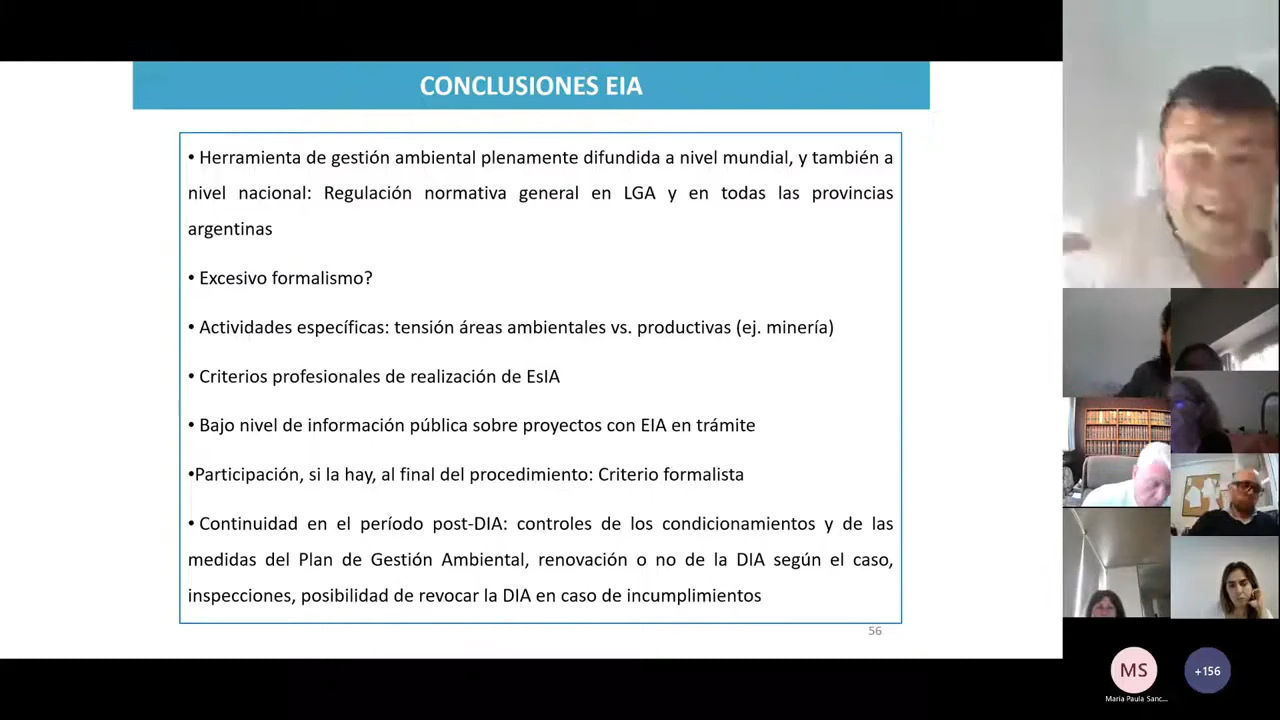 CONCLUSIONES EIA
• Herramienta de gestión ambiental plenamente difundida a nivel mundial, y también a
nivel nacional: Regulación normativa general en LGA y en todas las provincias
argentinas
• Excesivo formalismo?
• Actividades específicas: tensión áreas ambientales vs. productivas (ej. minería)
• Criterios profesionales de realización de EsIA
• Bajo nivel de información pública sobre proyectos con EIA en trámite
•Participación, si la hay, al final del procedimiento: Criterio formalista
• Continuidad en el período post-DIA: controles de los condicionamientos y de las
medidas del Plan de Gestión Ambiental, renovación o no de la DIA según el caso,
inspecciones, posibilidad de revocar la DIA en caso de incumplimientos
56
MS
+156
Maria Paula Sanc...